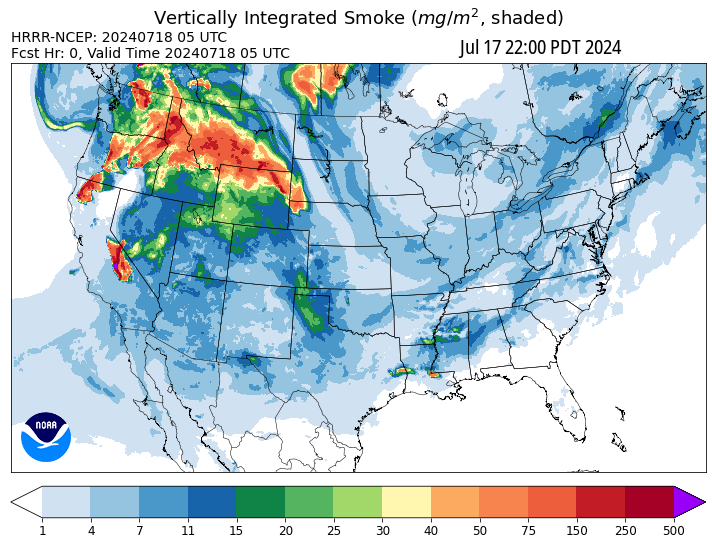 Vertically Integrated Smoke (mg/m², shaded)
HRRR-NCEP: 20240718 05 UTC
Fcst Hr: 0, Valid Time 20240718 05 UTC
Jul 17 22:00 PDT 2024
NOAA
1 4 7 11 15 20 25 30 40 50 75 150 250 500